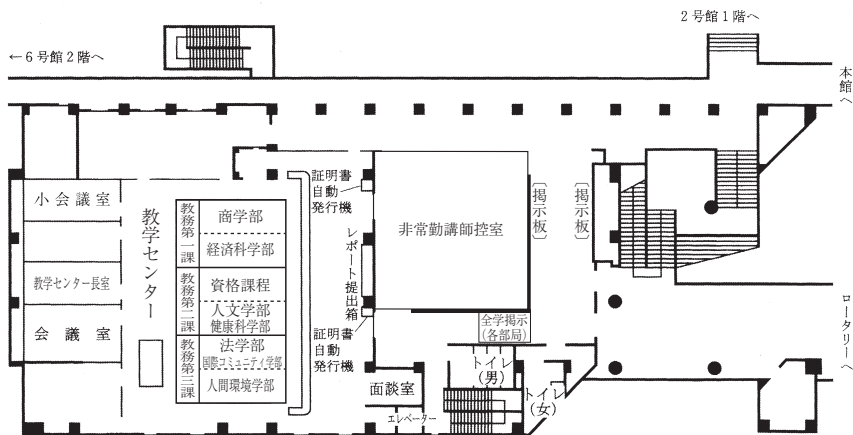 2号館1階へ
←6号館2階へ
本館へ
小会議室
教学センター長室
会議室
教学センター
教務第一課
商学部
経済科学部
教務第二課
資格課程
人文学部
健康科学部
教務第三課
法学部
国際コミュニティ学部
人間環境学部
証明書
自動
発行機
レポート提出箱
証明書
自動
発行機
非常勤講師控室
〔掲示板〕
〔掲示板〕
全学掲示
(各部局)
面談室
エレベーター
トイレ
(男)
トイレ
(女)
ロータリーへ